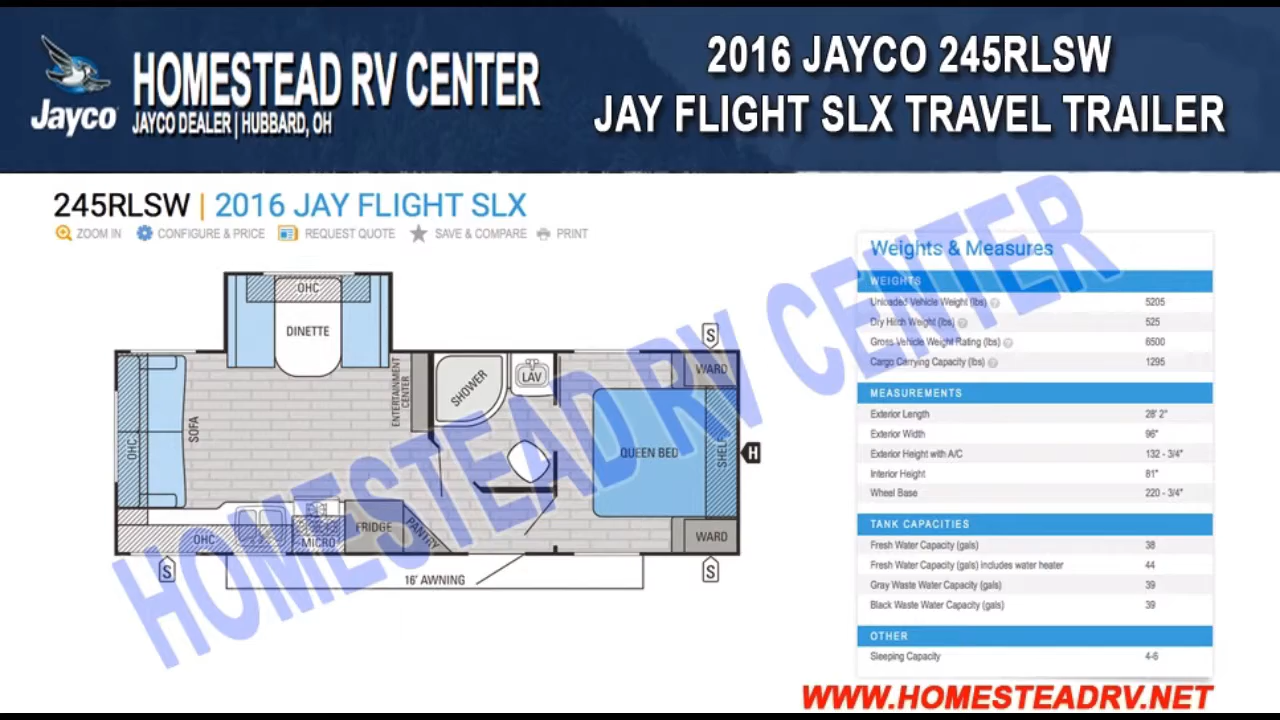 Jayco
HOMESTEAD RV CENTER
JAYCO DEALER | HUBBARD, OH
2016 JAYCO 245RLSW
JAY FLIGHT SLX TRAVEL TRAILER
245RLSW | 2016 JAY FLIGHT SLX
ZOOM IN CONFIGURE & PRICE REQUEST QUOTE SAVE & COMPARE PRINT
OHC
DINETTE
OHC
SOFA
ENTERTAINMENT
CENTER
SHOWER
LAV
S
WARD
QUEEN BED
SHELF
H
WARD
OHC
MICRO
FRIDGE
PANTRY
S
S
16' AWNING
HOMESTEAD RV CENTER
Weights & Measures
WEIGHTS
Unloaded Vehicle Weight (lbs) ? 5205
Dry Hitch Weight (lbs) ? 525
Gross Vehicle Weight Rating (lbs) ? 6500
Cargo Carrying Capacity (lbs) ? 1295
MEASUREMENTS
Exterior Length 28' 2"
Exterior Width 96"
Exterior Height with A/C 132 - 3/4"
Interior Height 81"
Wheel Base 220 - 3/4"
TANK CAPACITIES
Fresh Water Capacity (gals) 38
Fresh Water Capacity (gals) includes water heater 44
Gray Waste Water Capacity (gals) 39
Black Waste Water Capacity (gals) 39
OTHER
Sleeping Capacity 4-6
WWW.HOMESTEADRV.NET